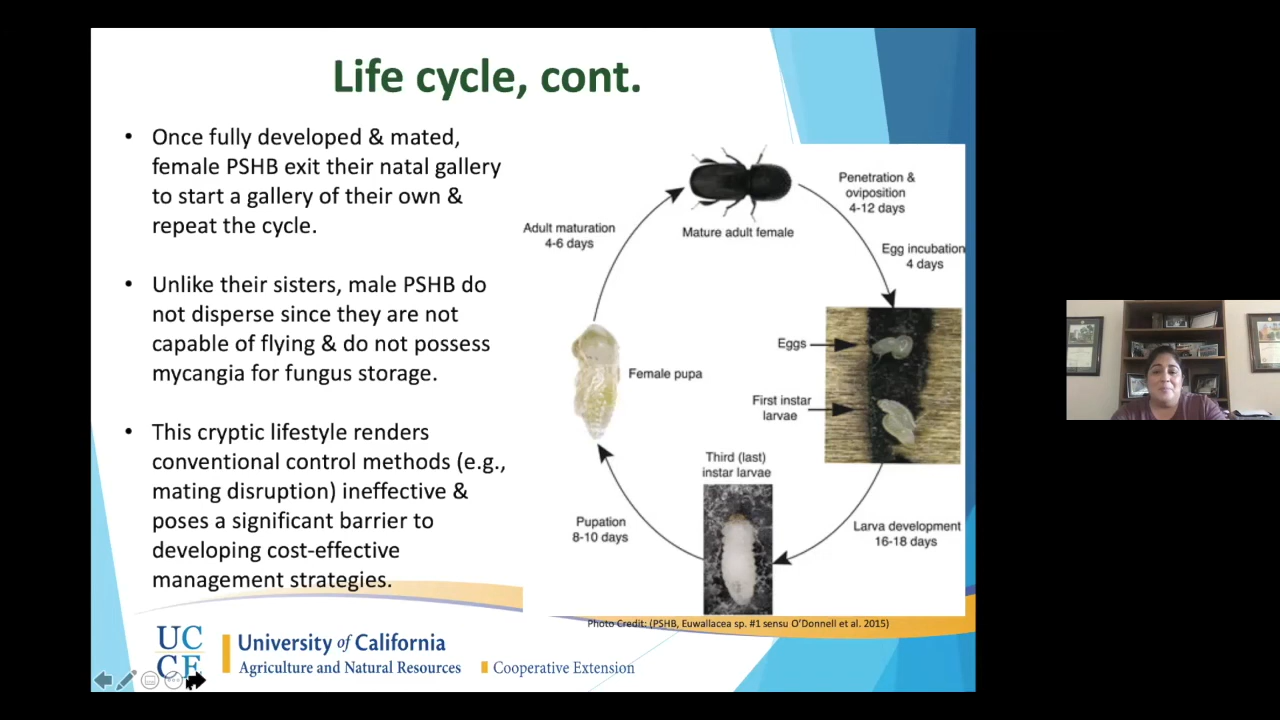 Life cycle, cont.
• Once fully developed & mated,
female PSHB exit their natal gallery
to start a gallery of their own &
repeat the cycle.
• Unlike their sisters, male PSHB do
not disperse since they are not
capable of flying & do not possess
mycangia for fungus storage.
• This cryptic lifestyle renders
conventional control methods (e.g.,
mating disruption) ineffective &
poses a significant barrier to
developing cost-effective
management strategies.
Mature adult female
Penetration &
oviposition
4-12 days
Egg incubation
4 days
Eggs
First instar
larvae
Larva development
16-18 days
Third (last)
instar larvae
Pupation
8-10 days
Female pupa
Adult maturation
4-6 days
Photo Credit: (PSHB, Euwallacea sp. #1 sensu O'Donnell et al. 2015)
UC
CE
University of California
Agriculture and Natural Resources
Cooperative Extension